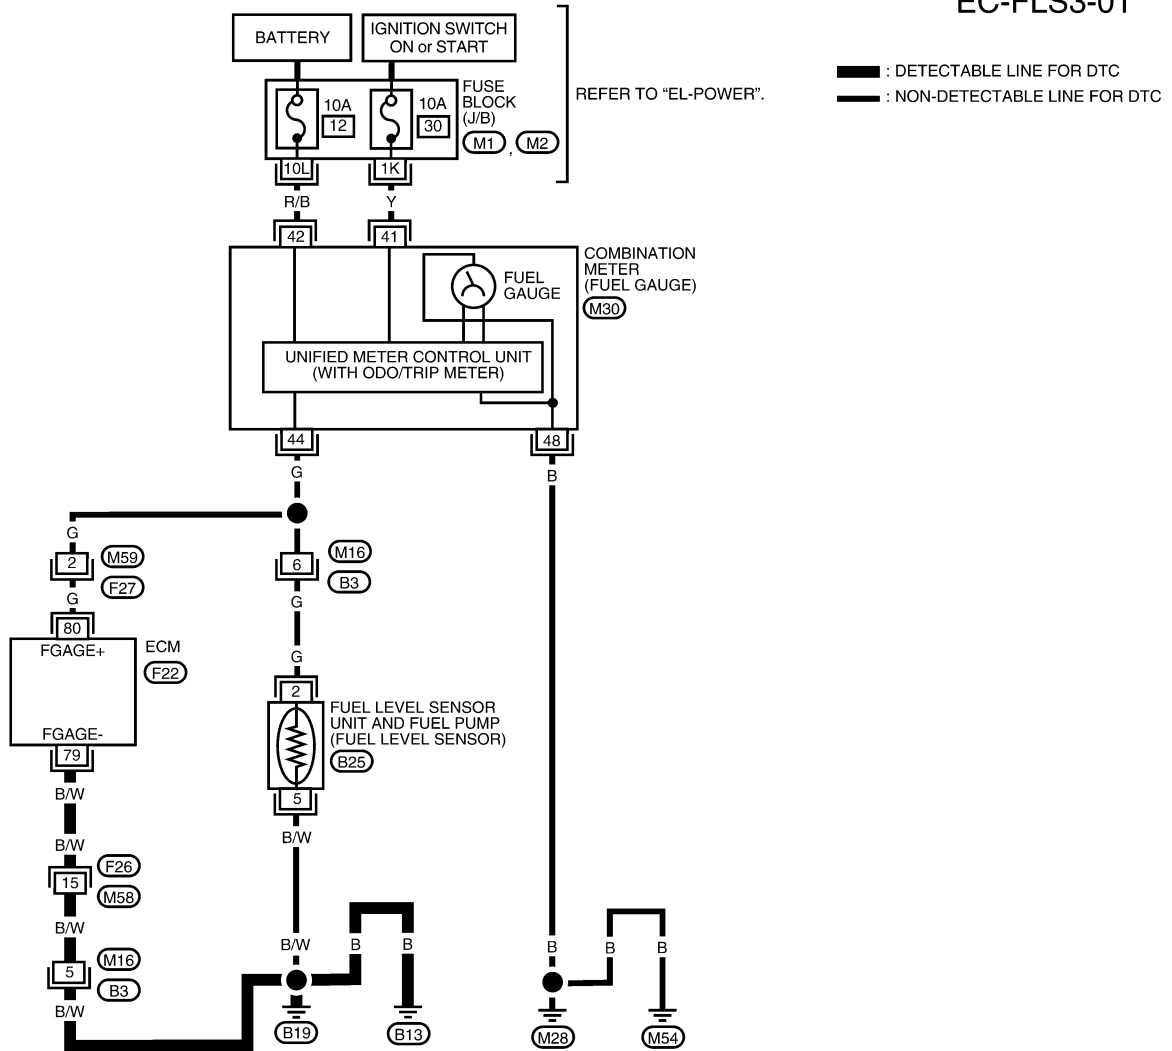 EC-FLS3-01
BATTERY
IGNITION SWITCH
ON or START
: DETECTABLE LINE FOR DTC
: NON-DETECTABLE LINE FOR DTC
REFER TO “EL-POWER”.
10A
12
10A
30
FUSE
BLOCK
(J/B)
M1 , M2
10L
1K
R/B
Y
42
41
FUEL
GAUGE
COMBINATION
METER
(FUEL GAUGE)
M30
UNIFIED METER CONTROL UNIT
(WITH ODO/TRIP METER)
44
48
G
B
G
2
M59
F27
G
6
M16
B3
G
80
FGAGE+
ECM
F22
FGAGE-
79
G
2
FUEL LEVEL SENSOR
UNIT AND FUEL PUMP
(FUEL LEVEL SENSOR)
B25
5
B/W
B/W
B/W
15
F26
M58
B/W
5
M16
B3
B/W
B/W
B
B
B
B
B
B19
B13
M28
M54